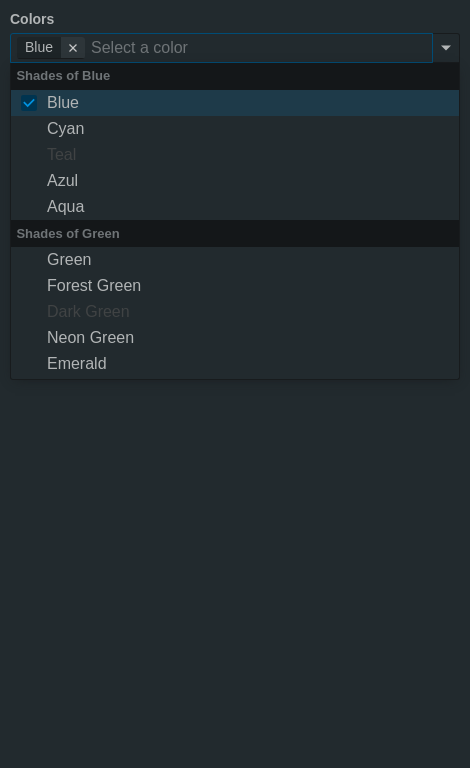 Colors
Blue Select a color
Shades of Blue
Blue
Cyan
Teal
Azul
Aqua
Shades of Green
Green
Forest Green
Dark Green
Neon Green
Emerald